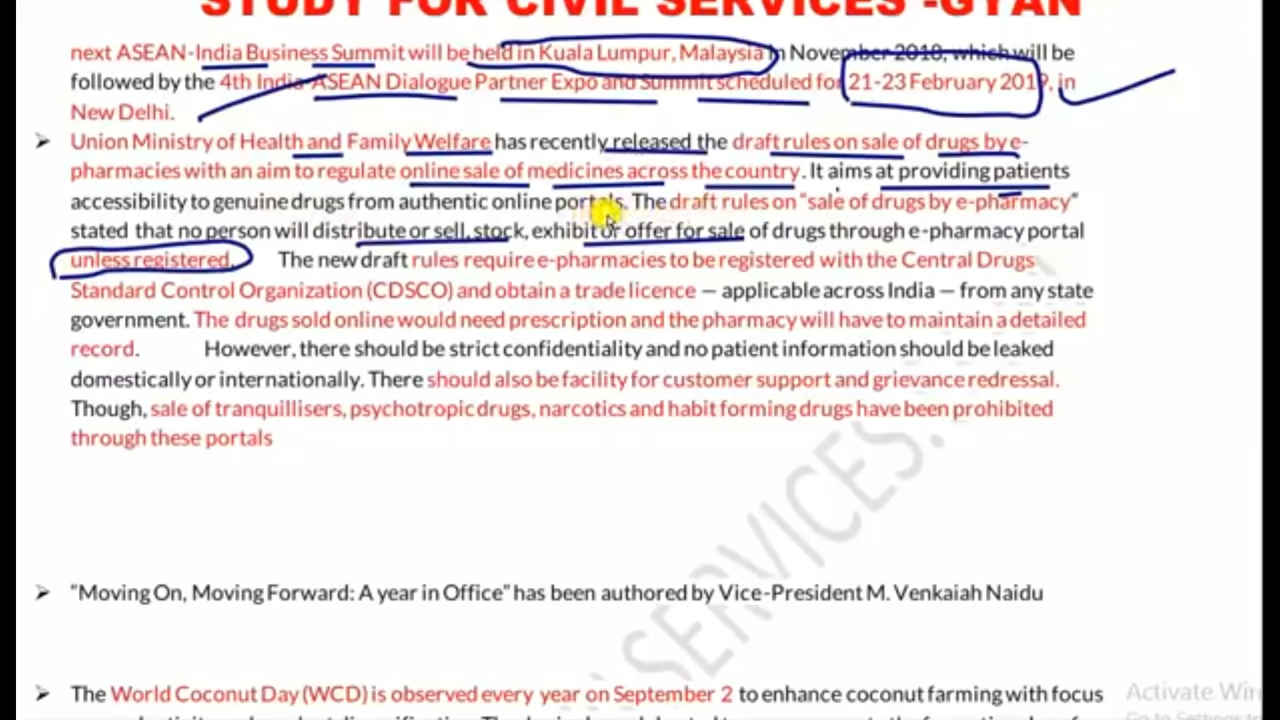 STUDY FOR CIVIL SERVICES -GYAN
next ASEAN-India Business Summit will be held in Kuala Lumpur, Malaysia in November 2018, which will be
followed by the 4th India-ASEAN Dialogue Partner Expo and Summit scheduled for 21-23 February 2019, in
New Delhi.
➢ Union Ministry of Health and Family Welfare has recently released the draft rules on sale of drugs by e-
pharmacies with an aim to regulate online sale of medicines across the country. It aims at providing patients
accessibility to genuine drugs from authentic online portals. The draft rules on "sale of drugs by e-pharmacy"
stated that no person will distribute or sell, stock, exhibit or offer for sale of drugs through e-pharmacy portal
unless registered. The new draft rules require e-pharmacies to be registered with the Central Drugs
Standard Control Organization (CDSCO) and obtain a trade licence — applicable across India — from any state
government. The drugs sold online would need prescription and the pharmacy will have to maintain a detailed
record. However, there should be strict confidentiality and no patient information should be leaked
domestically or internationally. There should also be facility for customer support and grievance redressal.
Though, sale of tranquillisers, psychotropic drugs, narcotics and habit forming drugs have been prohibited
through these portals
SERVICES.
➢ "Moving On, Moving Forward: A year in Office" has been authored by Vice-President M. Venkaiah Naidu
➢ The World Coconut Day (WCD) is observed every year on September 2 to enhance coconut farming with focus
Activate Win